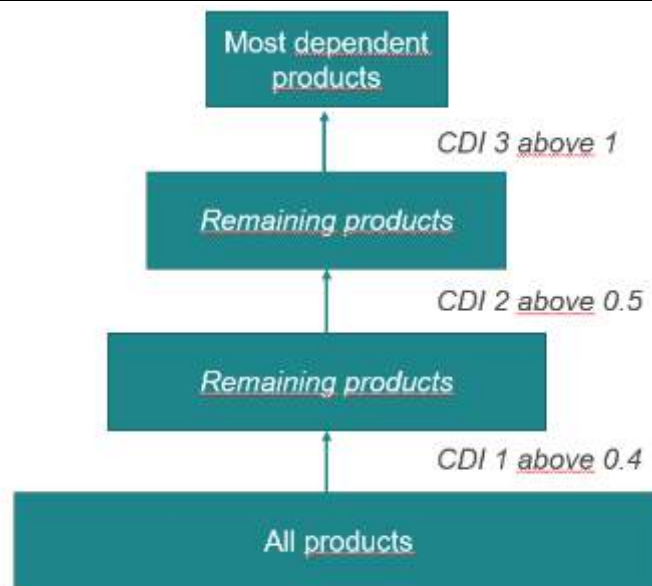 Most dependent
products
CDI 3 above 1
Remaining products
CDI 2 above 0.5
Remaining products
CDI 1 above 0.4
All products